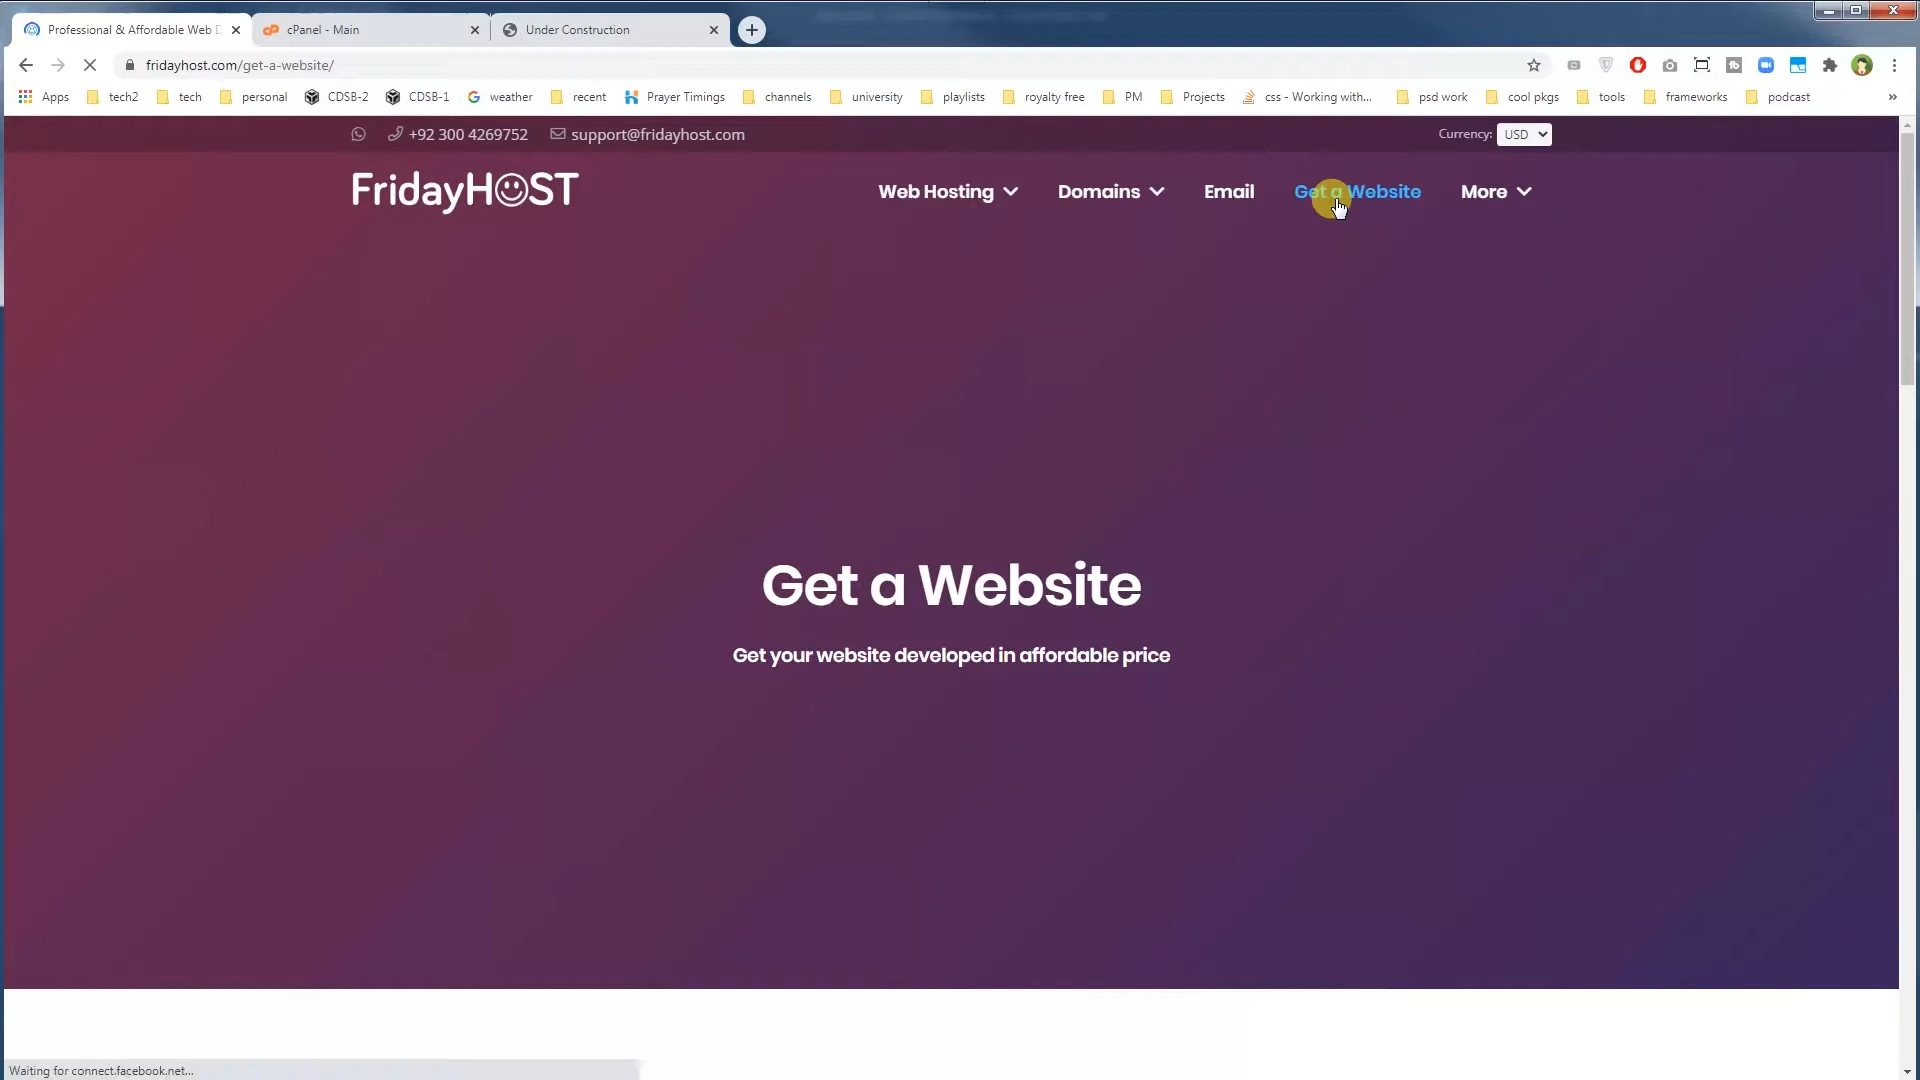 Professional & Affordable Web D
cPanel - Main
Under Construction
fridayhost.com/get-a-website/
Apps tech2 tech personal CDSB-2 CDSB-1 weather recent Prayer Timings channels university playlists royalty free PM Projects css - Working with... psd work cool pkgs tools frameworks podcast »
+92 300 4269752 support@fridayhost.com Currency: USD
FridayHOST Web Hosting Domains Email Get a Website More
Get a Website
Get your website developed in affordable price
Waiting for connect.facebook.net...